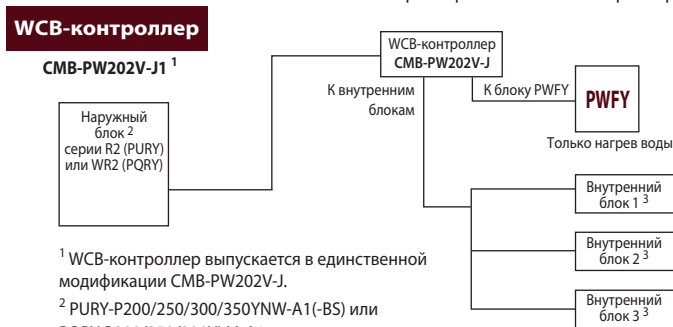 WCB-контроллер
CMB-PW202V-J1 ¹
WCB-контроллер
CMB-PW202V-J
К внутренним
блокам
К блоку PWFY
PWFY
Только нагрев воды
Наружный
блок ²
серии R2 (PURY)
или WR2 (PQRY)
Внутренний
блок 1 ³
Внутренний
блок 2 ³
Внутренний
блок 3 ³
¹ WCB-контроллер выпускается в единственной
модификации CMB-PW202V-J.
² PURY-P200/250/300/350YNW-A1(-BS) или